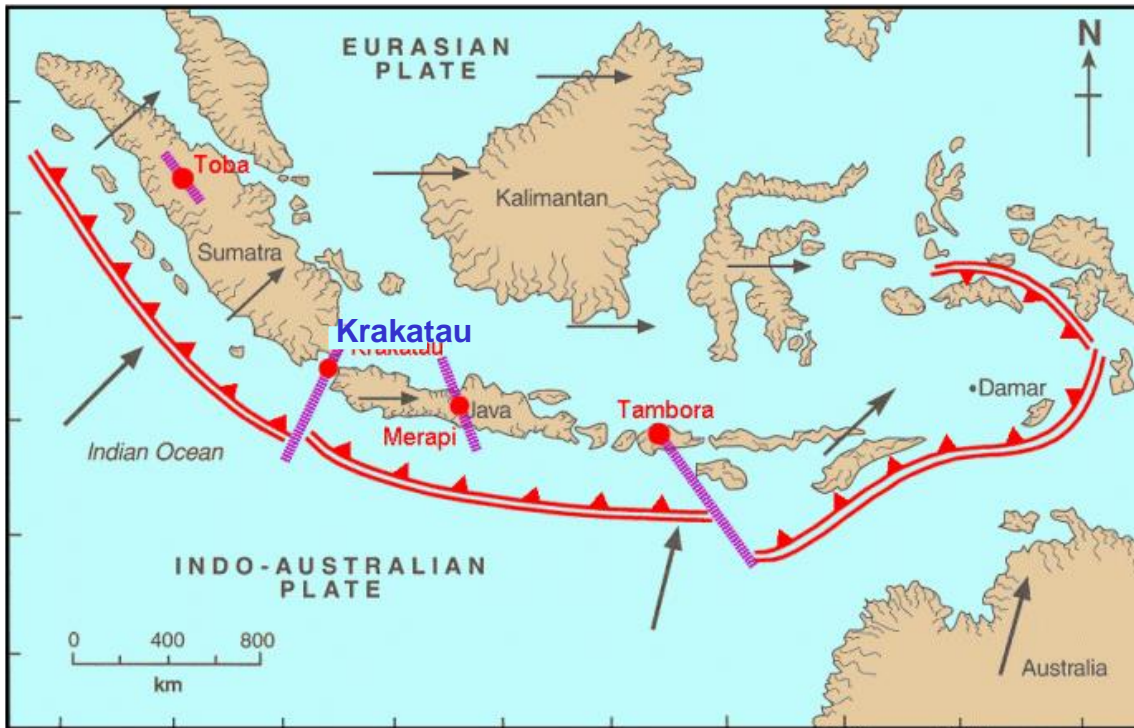 EURASIAN
PLATE
N
Toba
Kalimantan
Sumatra
Krakatau
Krakatau
Java
Merapi
Tambora
Damar
Indian Ocean
INDO-AUSTRALIAN
PLATE
0 400 800
km
Australia